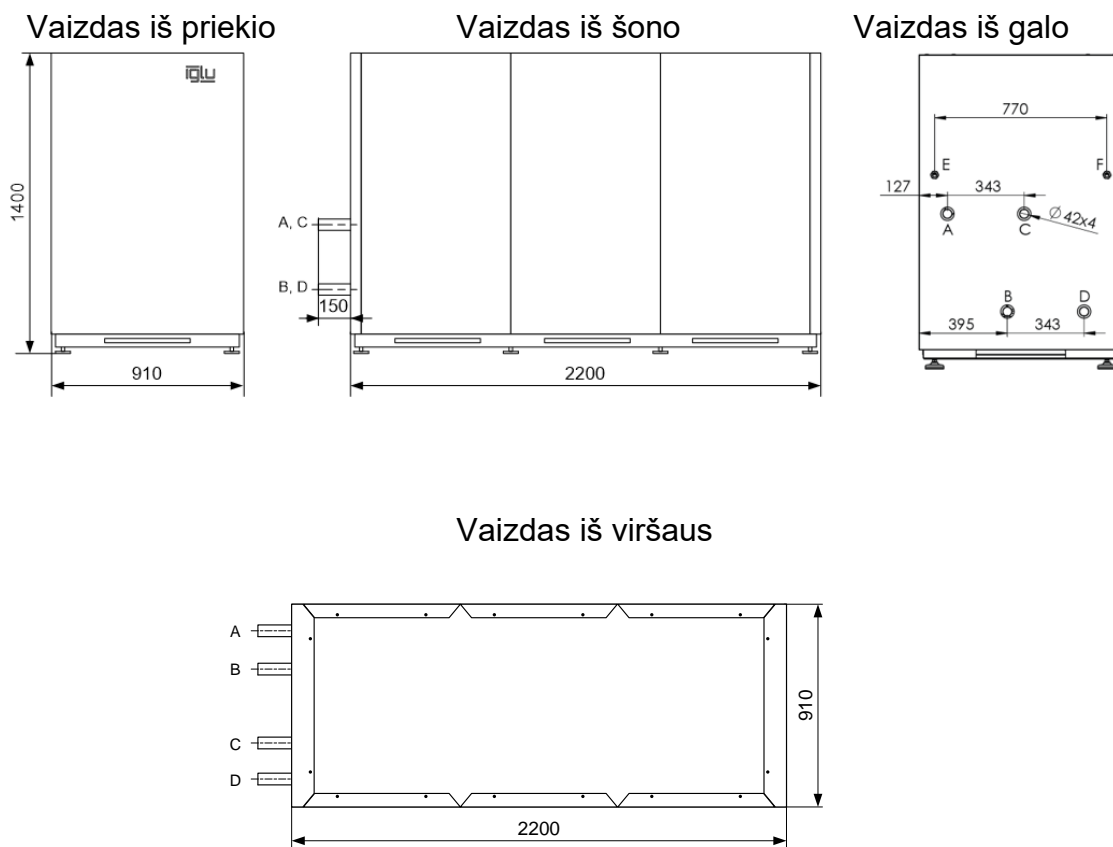 Vaizdas iš priekio
Vaizdas iš šono
Vaizdas iš galo
iglu
1400
910
A, C
B, D
150
2200
770
E
F
127
343
A
C
Ø 42x4
B
D
395
343
Vaizdas iš viršaus
A
B
C
D
910
2200